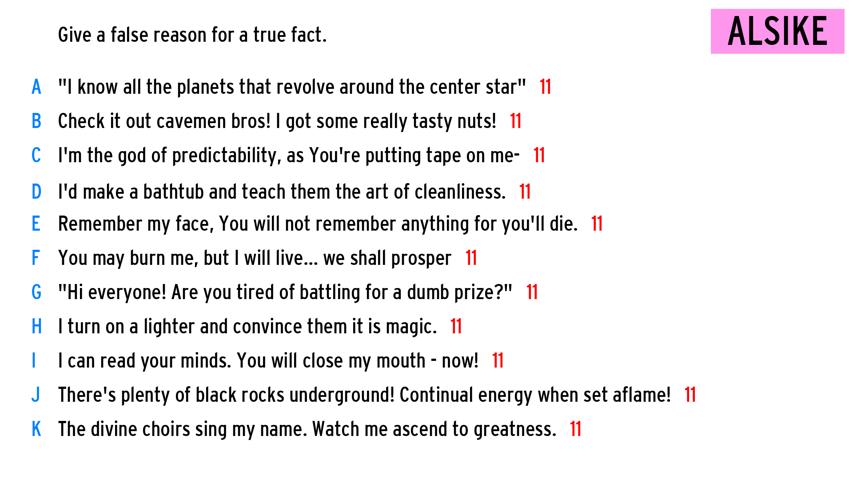 Give a false reason for a true fact.
ALSIKE
A "I know all the planets that revolve around the center star" 11
B Check it out cavemen bros! I got some really tasty nuts! 11
C I'm the god of predictability, as You're putting tape on me- 11
D I'd make a bathtub and teach them the art of cleanliness. 11
E Remember my face, You will not remember anything for you'll die. 11
F You may burn me, but I will live... we shall prosper 11
G "Hi everyone! Are you tired of battling for a dumb prize?" 11
H I turn on a lighter and convince them it is magic. 11
I I can read your minds. You will close my mouth - now! 11
J There's plenty of black rocks underground! Continual energy when set aflame! 11
K The divine choirs sing my name. Watch me ascend to greatness. 11